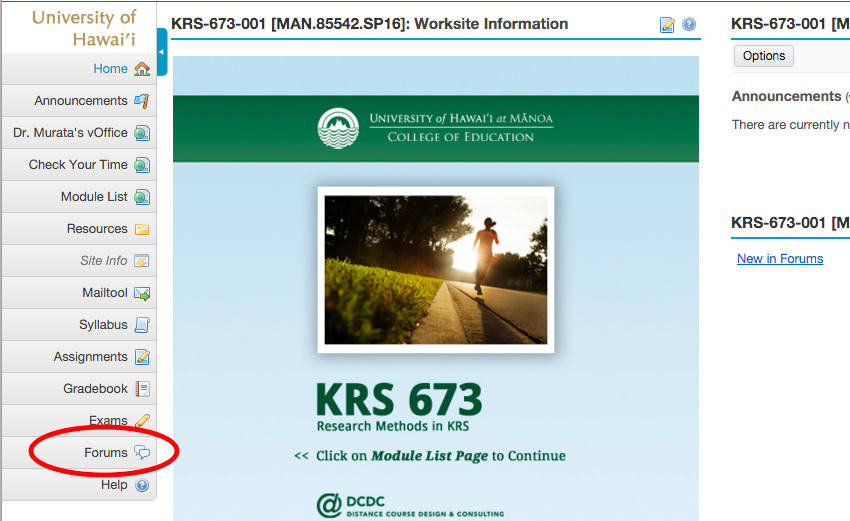 University of
Hawai'i
Home
Announcements
Dr. Murata's vOffice
Check Your Time
Module List
Resources
Site Info
Mailtool
Syllabus
Assignments
Gradebook
Exams
Forums
Help
KRS-673-001 [MAN.85542.SP16]: Worksite Information
UNIVERSITY of HAWAI'I at MĀNOA
COLLEGE OF EDUCATION
KRS 673
Research Methods in KRS
<< Click on Module List Page to Continue
DCDC
DISTANCE COURSE DESIGN & CONSULTING
KRS-673-001 [M
Options
Announcements (
There are currently n
KRS-673-001 [M
New in Forums